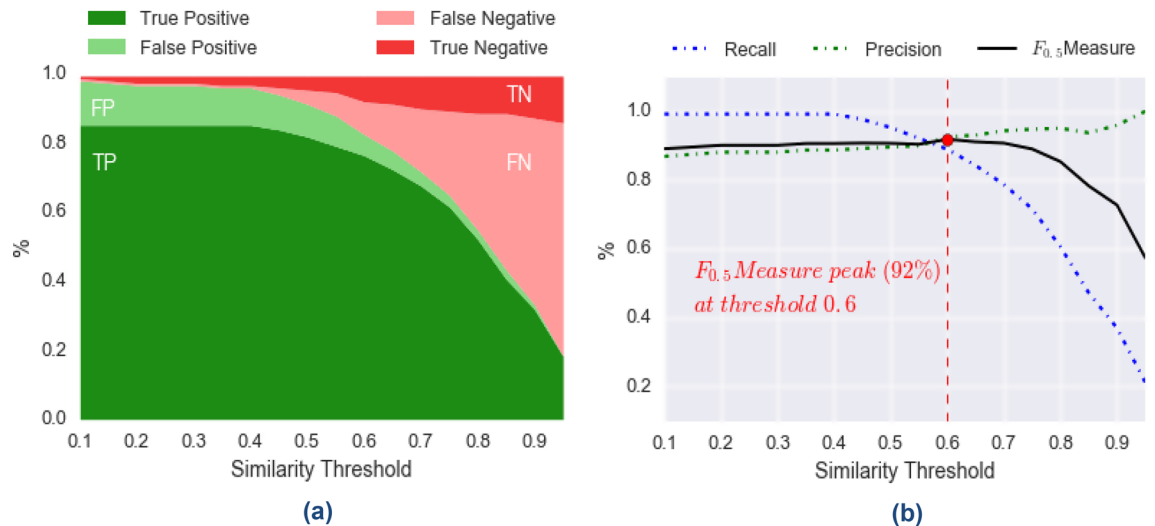 True Positive
False Negative
False Positive
True Negative
%
1.0
0.8
0.6
0.4
0.2
0.0
FP
TP
TN
FN
0.1 0.2 0.3 0.4 0.5 0.6 0.7 0.8 0.9
Similarity Threshold
(a)
Recall Precision F0.5Measure
%
1.0
0.8
0.6
0.4
0.2
F0.5Measure peak (92%)
at threshold 0.6
0.1 0.2 0.3 0.4 0.5 0.6 0.7 0.8 0.9
Similarity Threshold
(b)